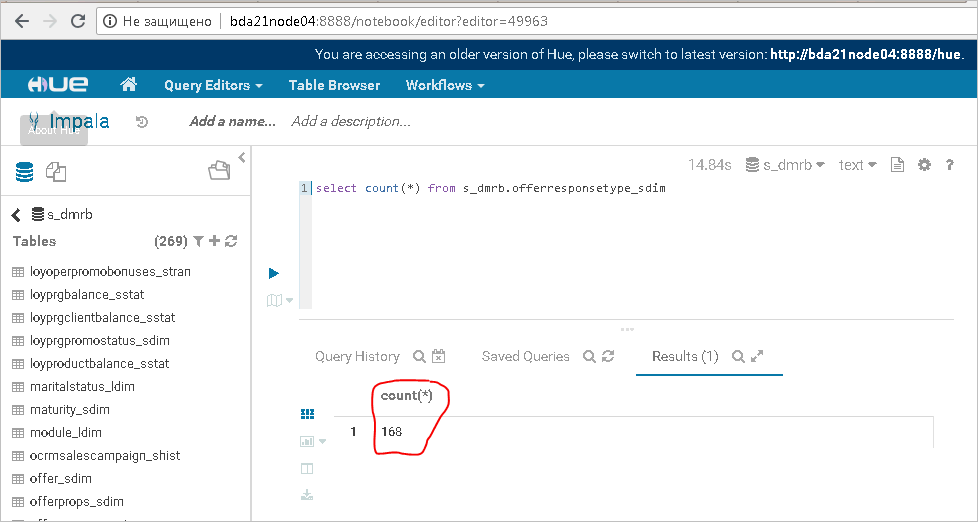 Не защищено bda21node04:8888/notebook/editor?editor=49963
You are accessing an older version of Hue, please switch to latest version: http://bda21node04:8888/hue.
HUE Query Editors Table Browser Workflows
Impala Add a name... Add a description...
About Hue
14.84s s_dmrb text ?
1 select count(*) from s_dmrb.offerresponsetype_sdim
s_dmrb
Tables (269)
loyoperpromobonuses_stran
loyprgbalance_sstat
loyprgclientbalance_sstat
loyprgpromostatus_sdim
loyproductbalance_sstat
maritalstatus_ldim
maturity_sdim
module_ldim
ocrmsalescampaign_shist
offer_sdim
offerprops_sdim
Query History Saved Queries Results (1)
count(*)
1 168